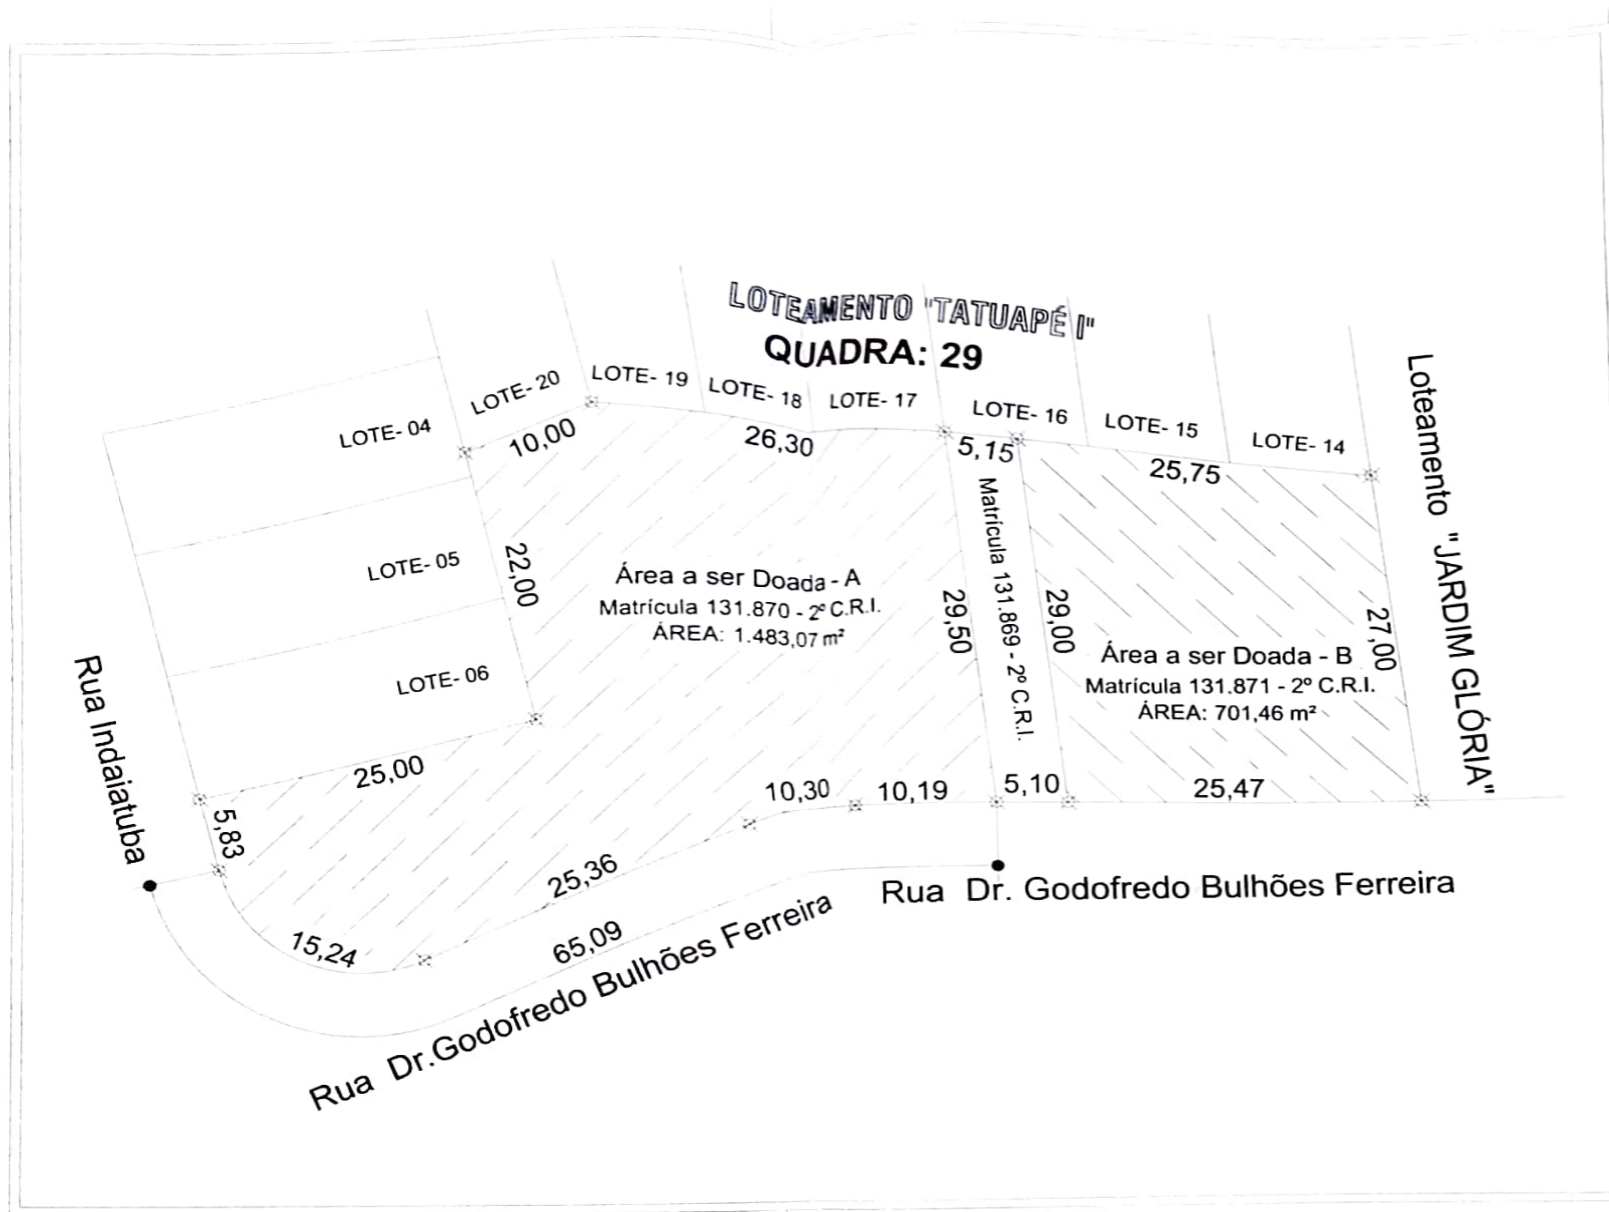 LOTEAMENTO "TATUAPÉ I"
QUADRA: 29
LOTE- 20
LOTE- 19
LOTE- 18
LOTE- 17
LOTE- 16
LOTE- 15
LOTE- 14
LOTE- 04
LOTE- 05
LOTE- 06
10,00
26,30
5,15
25,75
22,00
Área a ser Doada - A
Matrícula 131.870 - 2º C.R.I.
ÁREA: 1.483,07 m²
29,50
Matrícula 131.869 - 2º C.R.I.
29,00
Área a ser Doada - B
Matrícula 131.871 - 2º C.R.I.
ÁREA: 701,46 m²
27,00
Loteamento "JARDIM GLÓRIA"
Rua Indaiatuba
25,00
5,83
15,24
25,36
10,30
10,19
5,10
25,47
65,09
Rua Dr.Godofredo Bulhões Ferreira
Rua Dr. Godofredo Bulhões Ferreira